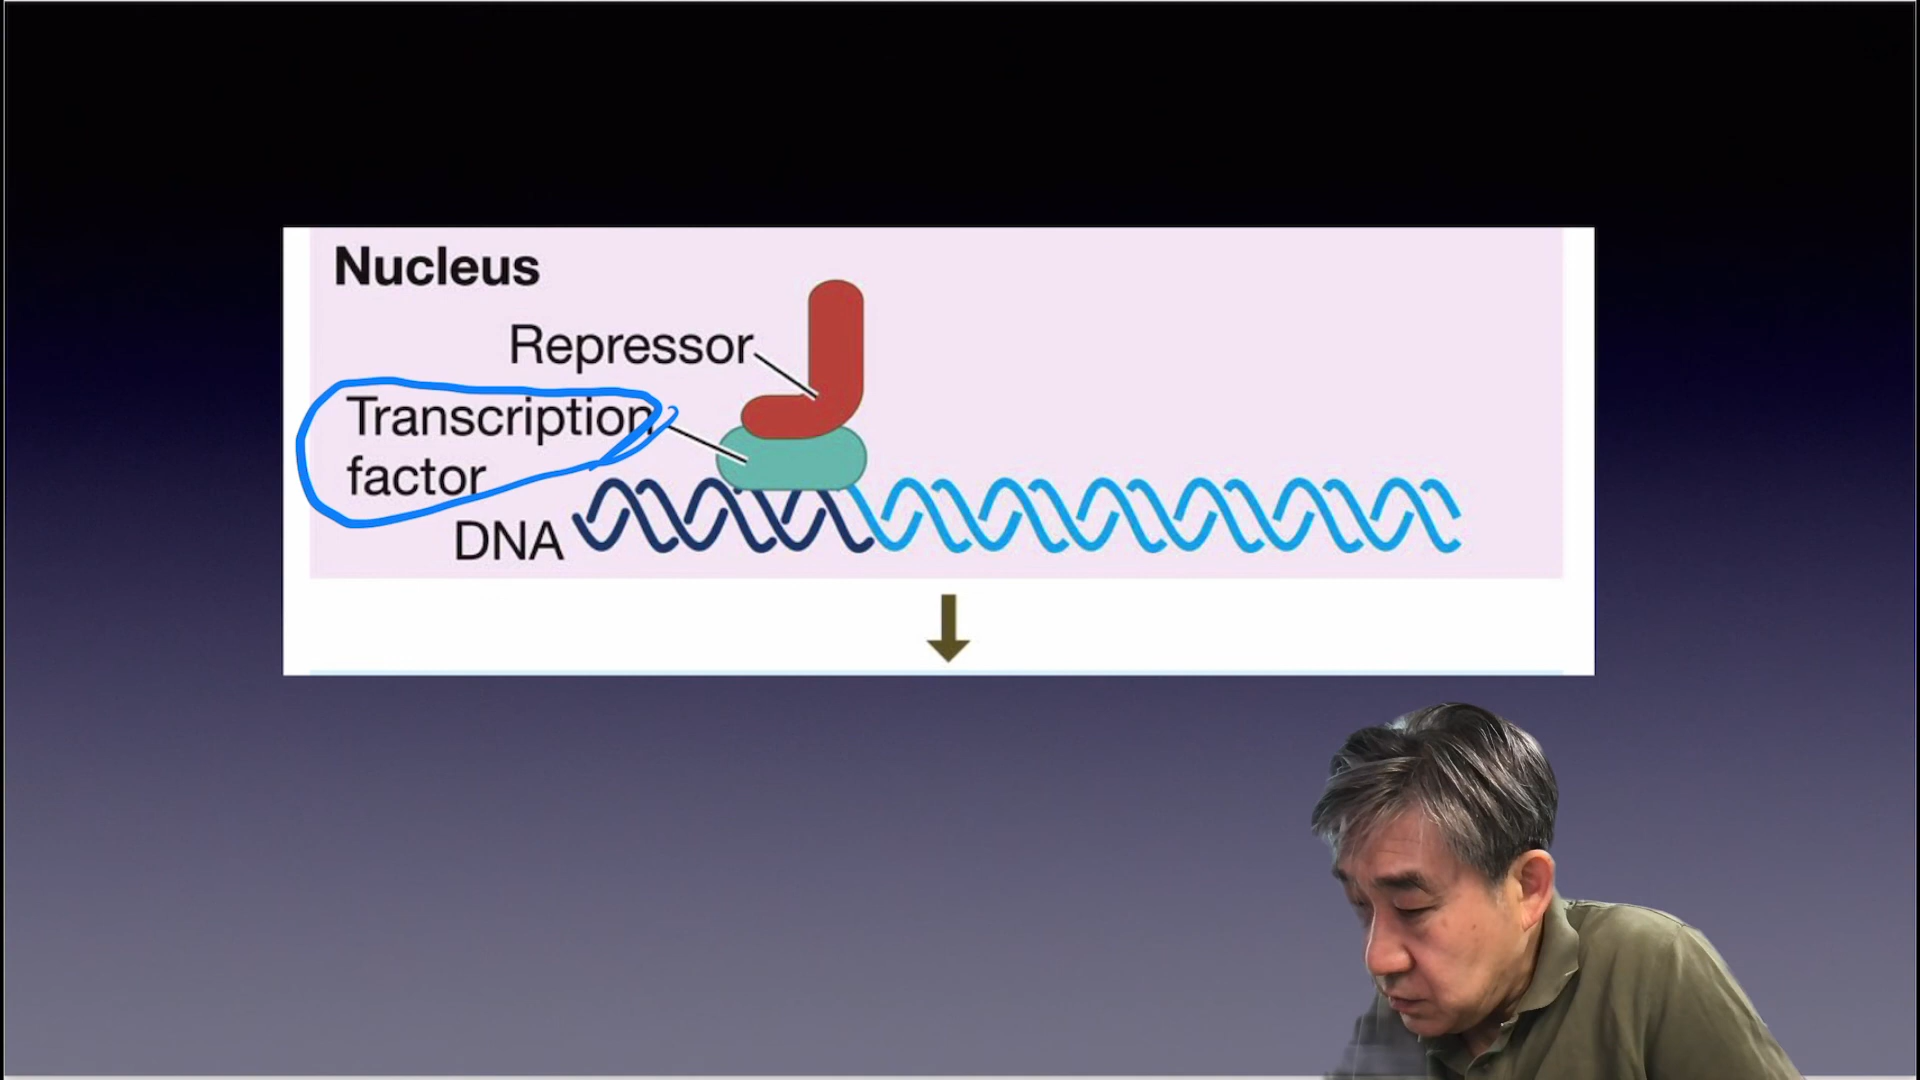 Nucleus
Repressor
Transcription
factor
DNA